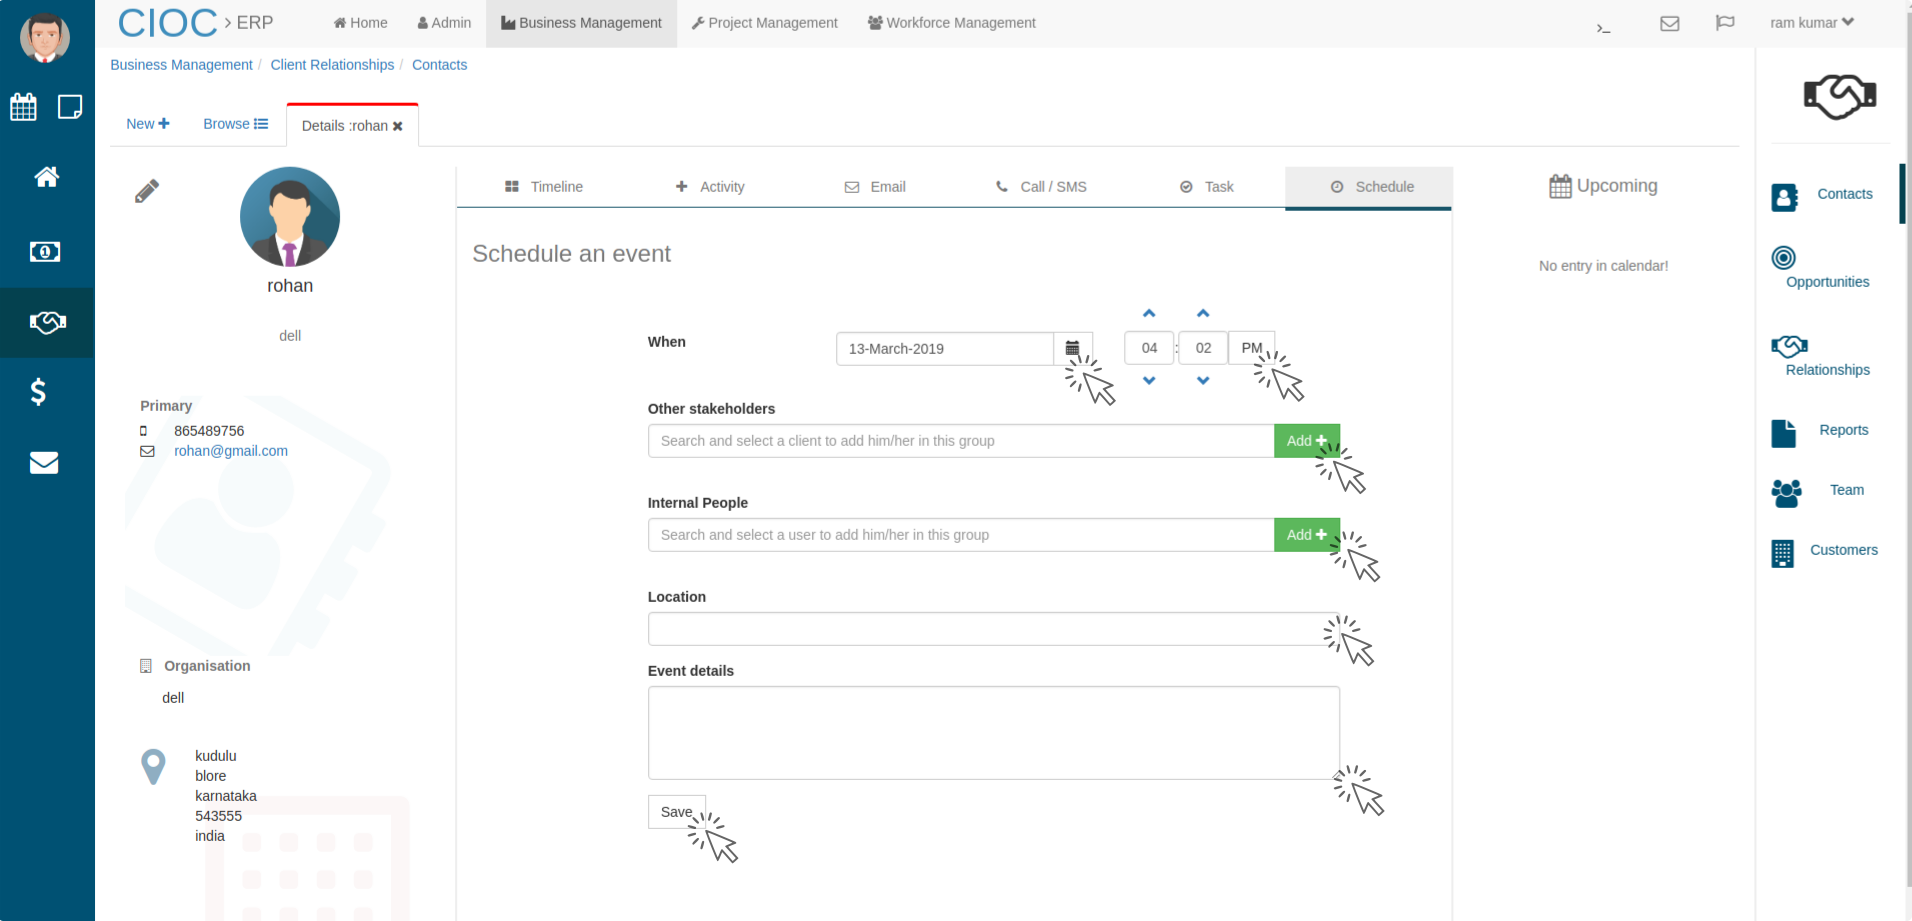 CIOC > ERP
Home
Admin
Business Management
Project Management
Workforce Management
>_
ram kumar
Business Management / Client Relationships / Contacts
New
Browse
Details :rohan
rohan
dell
Primary
865489756
rohan@gmail.com
Organisation
dell
kudulu
blore
karnataka
543555
india
Timeline
Activity
Email
Call / SMS
Task
Schedule
Schedule an event
When
13-March-2019
04 : 02 PM
Other stakeholders
Search and select a client to add him/her in this group
Add
Internal People
Search and select a user to add him/her in this group
Add
Location
Event details
Save
Upcoming
No entry in calendar!
Contacts
Opportunities
Relationships
Reports
Team
Customers